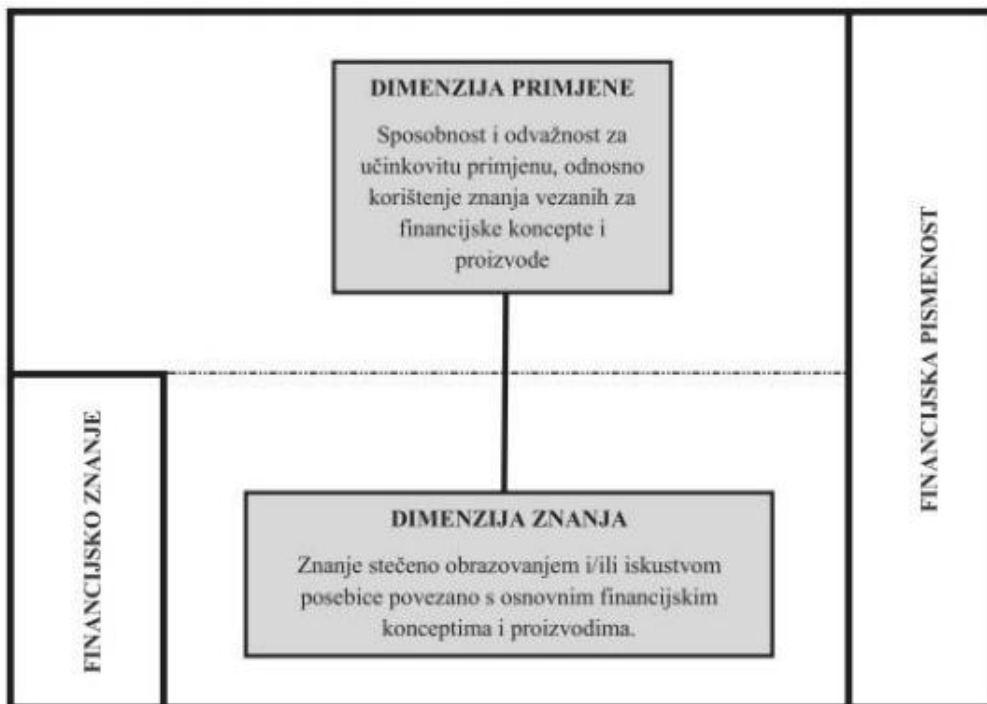 DIMENZIJA PRIMJENE
Sposobnost i odvažnost za
učinkovitu primjenu, odnosno
korištenje znanja vezanih za
financijske koncepte i
proizvode
FINANCIJSKA PISMENOST
FINANCIJSKO ZNANJE
DIMENZIJA ZNANJA
Znanje stečeno obrazovanjem i/ili iskustvom
posebice povezano s osnovnim financijskim
konceptima i proizvodima.